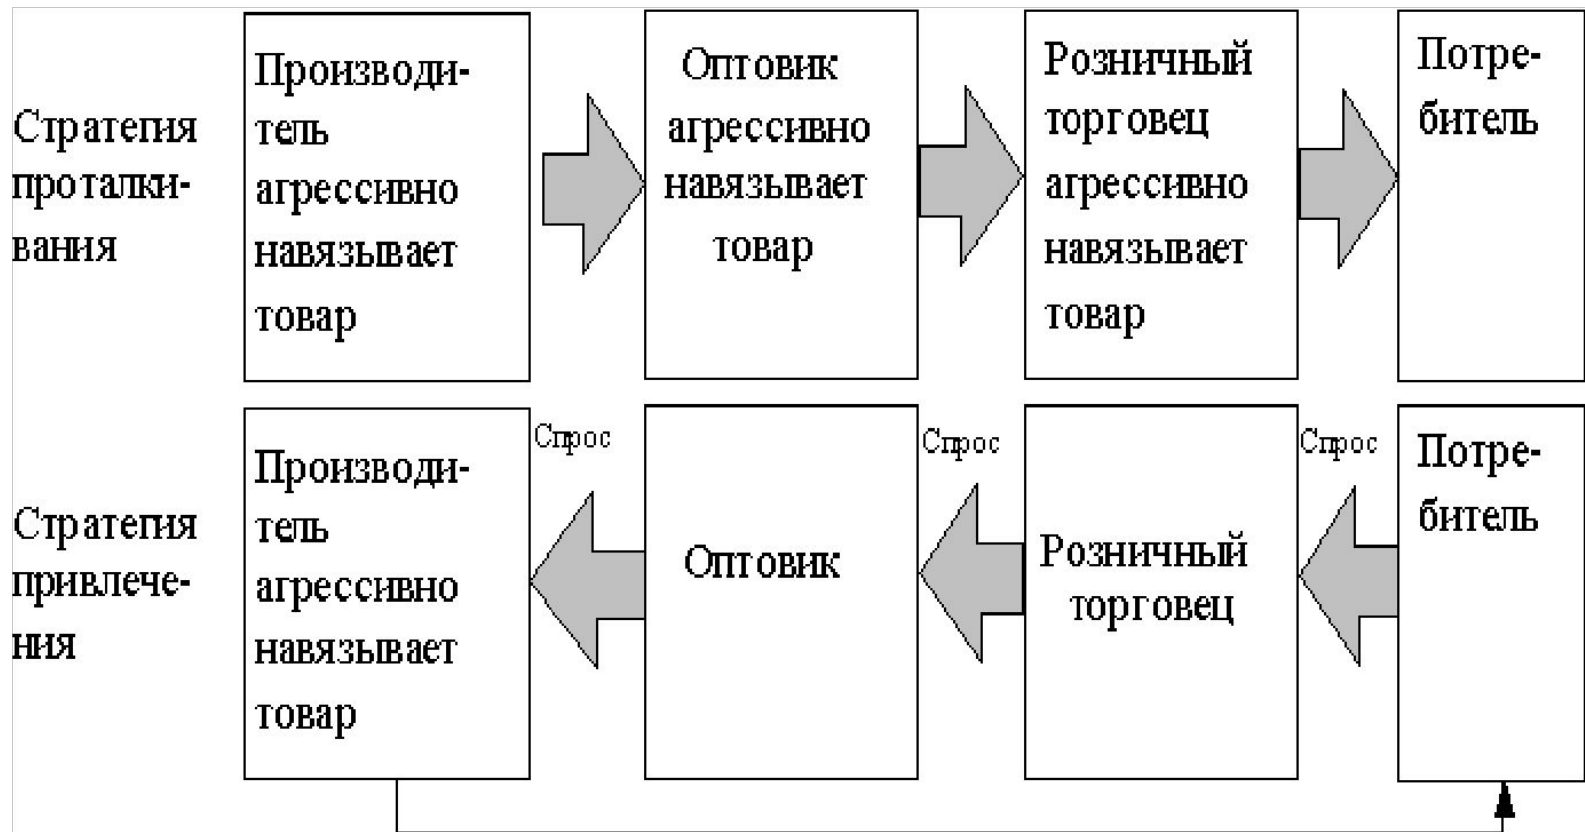 Стратегия
проталки-
вания
Производи-
тель
агрессивно
навязывает
товар
Оптовик
агрессивно
навязывает
товар
Розничный
торговец
агрессивно
навязывает
товар
Потре-
битель
Стратегия
привлече-
ния
Производи-
тель
агрессивно
навязывает
товар
Спрос
Оптовик
Спрос
Розничный
торговец
Спрос
Потре-
битель